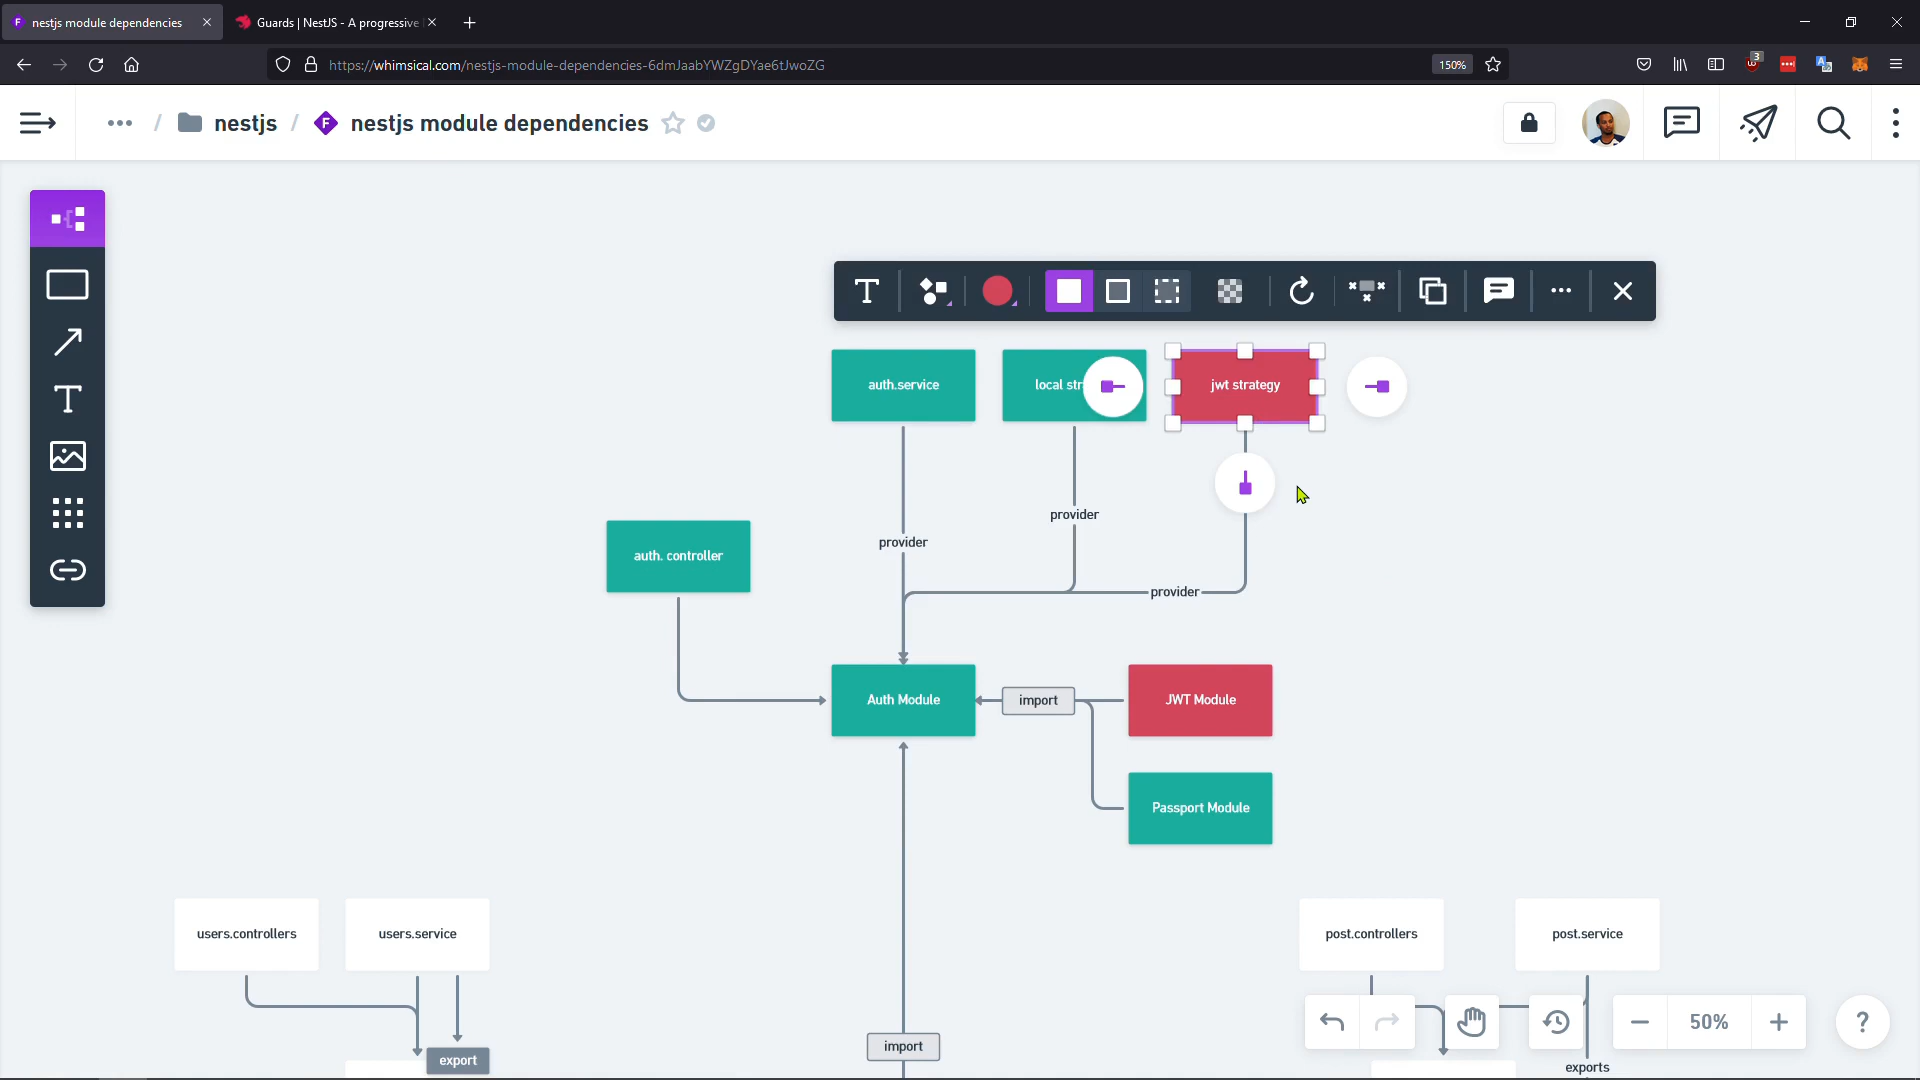 nestjs module dependencies
Guards | NestJS - A progressive
https://whimsical.com/nestjs-module-dependencies-6dmJaabYWZgDYae6tJwoZG
150%
3
/ nestjs / nestjs module dependencies
auth.service
local str
jwt strategy
provider
provider
auth. controller
provider
Auth Module
import
JWT Module
Passport Module
users.controllers
users.service
post.controllers
post.service
50%
?
import
export
exports